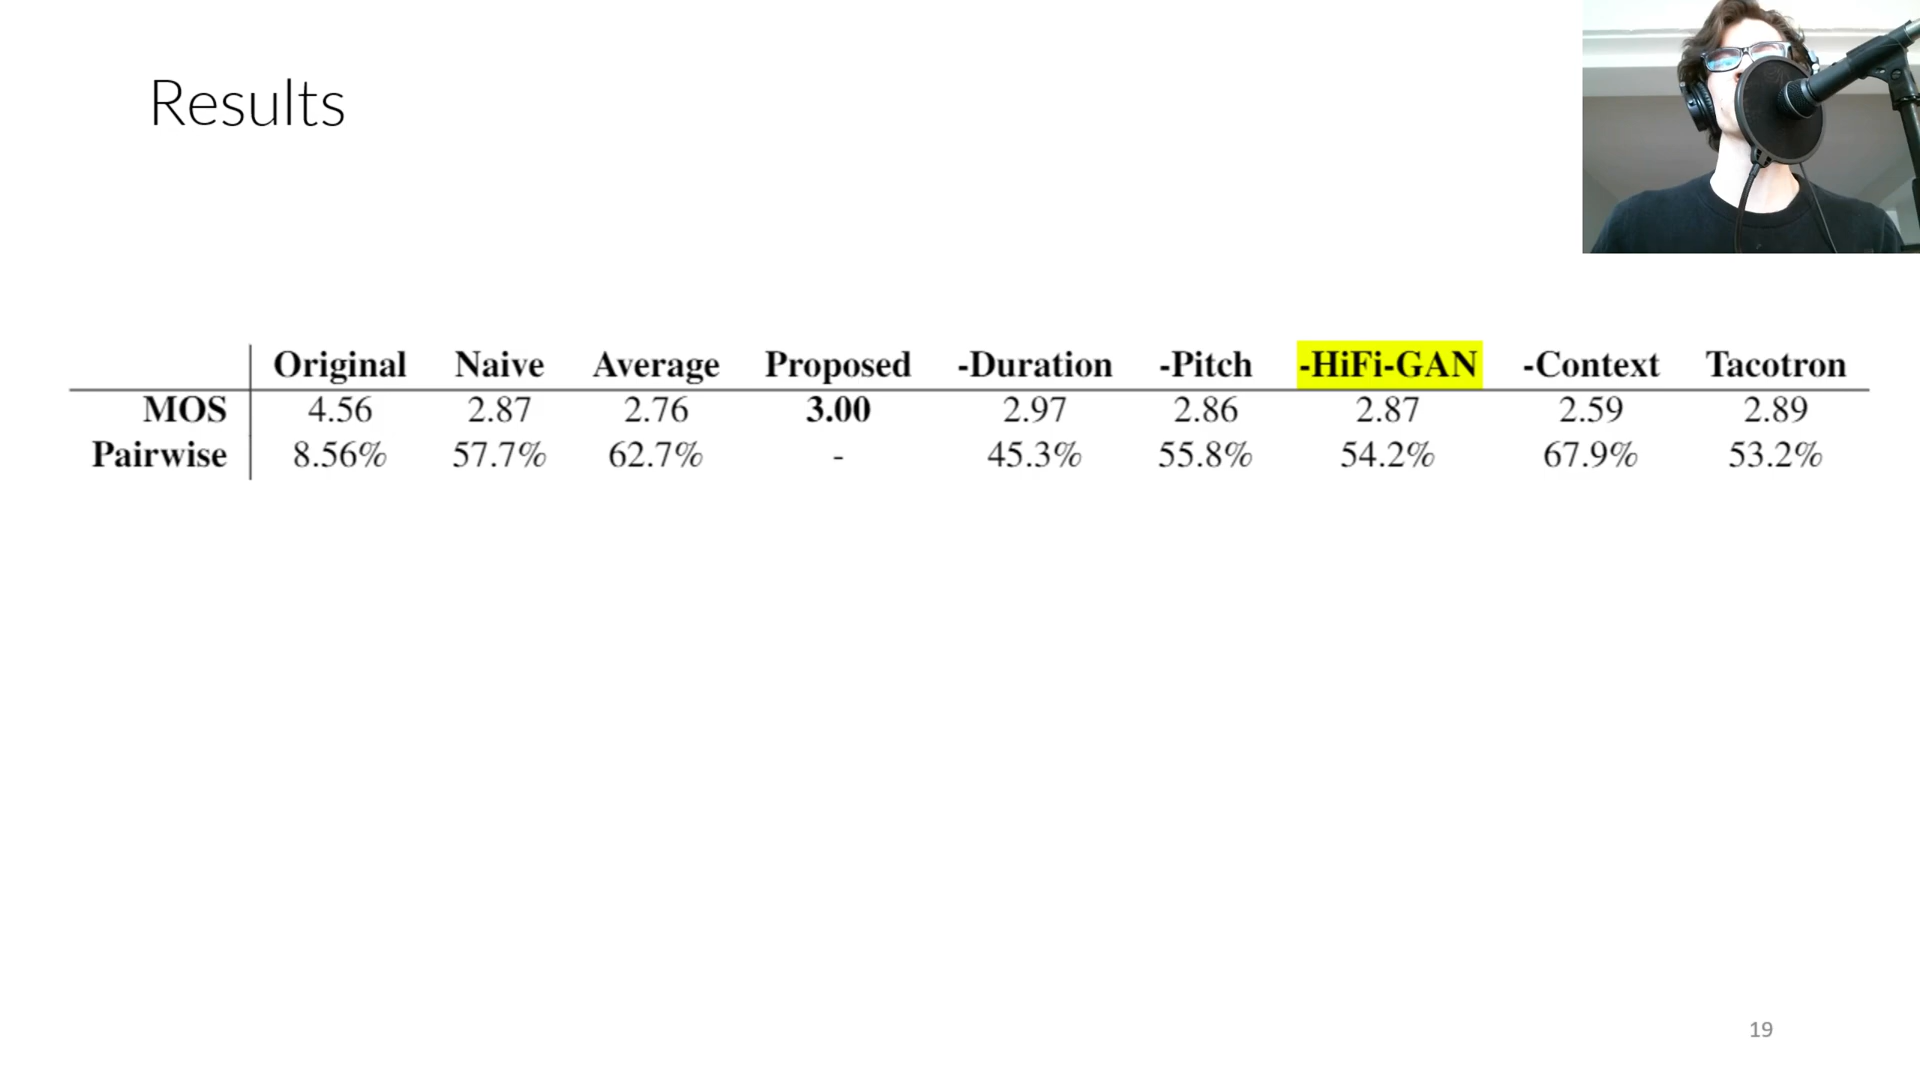 Results
Original Naive Average Proposed -Duration -Pitch -HiFi-GAN -Context Tacotron
MOS 4.56 2.87 2.76 3.00 2.97 2.86 2.87 2.59 2.89
Pairwise 8.56% 57.7% 62.7% - 45.3% 55.8% 54.2% 67.9% 53.2%
19